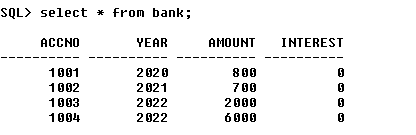 SQL> select * from bank;
ACCNO YEAR AMOUNT INTEREST
---------- ---------- ---------- ----------
1001 2020 800 0
1002 2021 700 0
1003 2022 2000 0
1004 2022 6000 0